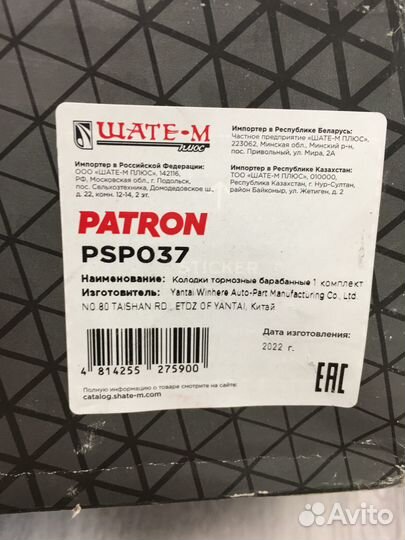 ШАТЕ-М
ПЛЮС
Импортер в Республике Беларусь:
Частное предприятие «ШАТЕ-М ПЛЮС»,
223062, Минская обл., Минский р-н,
пос. Привольный, ул. Мира, 2А
Импортер в Российской Федерации:
ООО «ШАТЕ-М ПЛЮС», 142116,
РФ, Московская обл., г. Подольск,
пос. Сельхозтехника, Домодедовское ш.,
д. 22, комн. 12-14, 2 эт.
Импортер в Республике Казахстан:
ТОО «ШАТЕ-М ПЛЮС», 010000,
Республика Казахстан, г. Нур-Султан,
район Байконыр, ул. Жетиген, д. 2
PATRON
PSP037
STICKER
Наименование: Колодки тормозные барабанные 1 комплект
Изготовитель: Yantai Winhere Auto-Part Manufacturing Co., Ltd.
NO.80 TAISHAN RD., ETDZ OF YANTAI, Китай
Дата изготовления:
2022 г.
4 814255 275900
EAC
Полную информацию о товаре смотрите на сайте:
catalog.shate-m.com
Avito